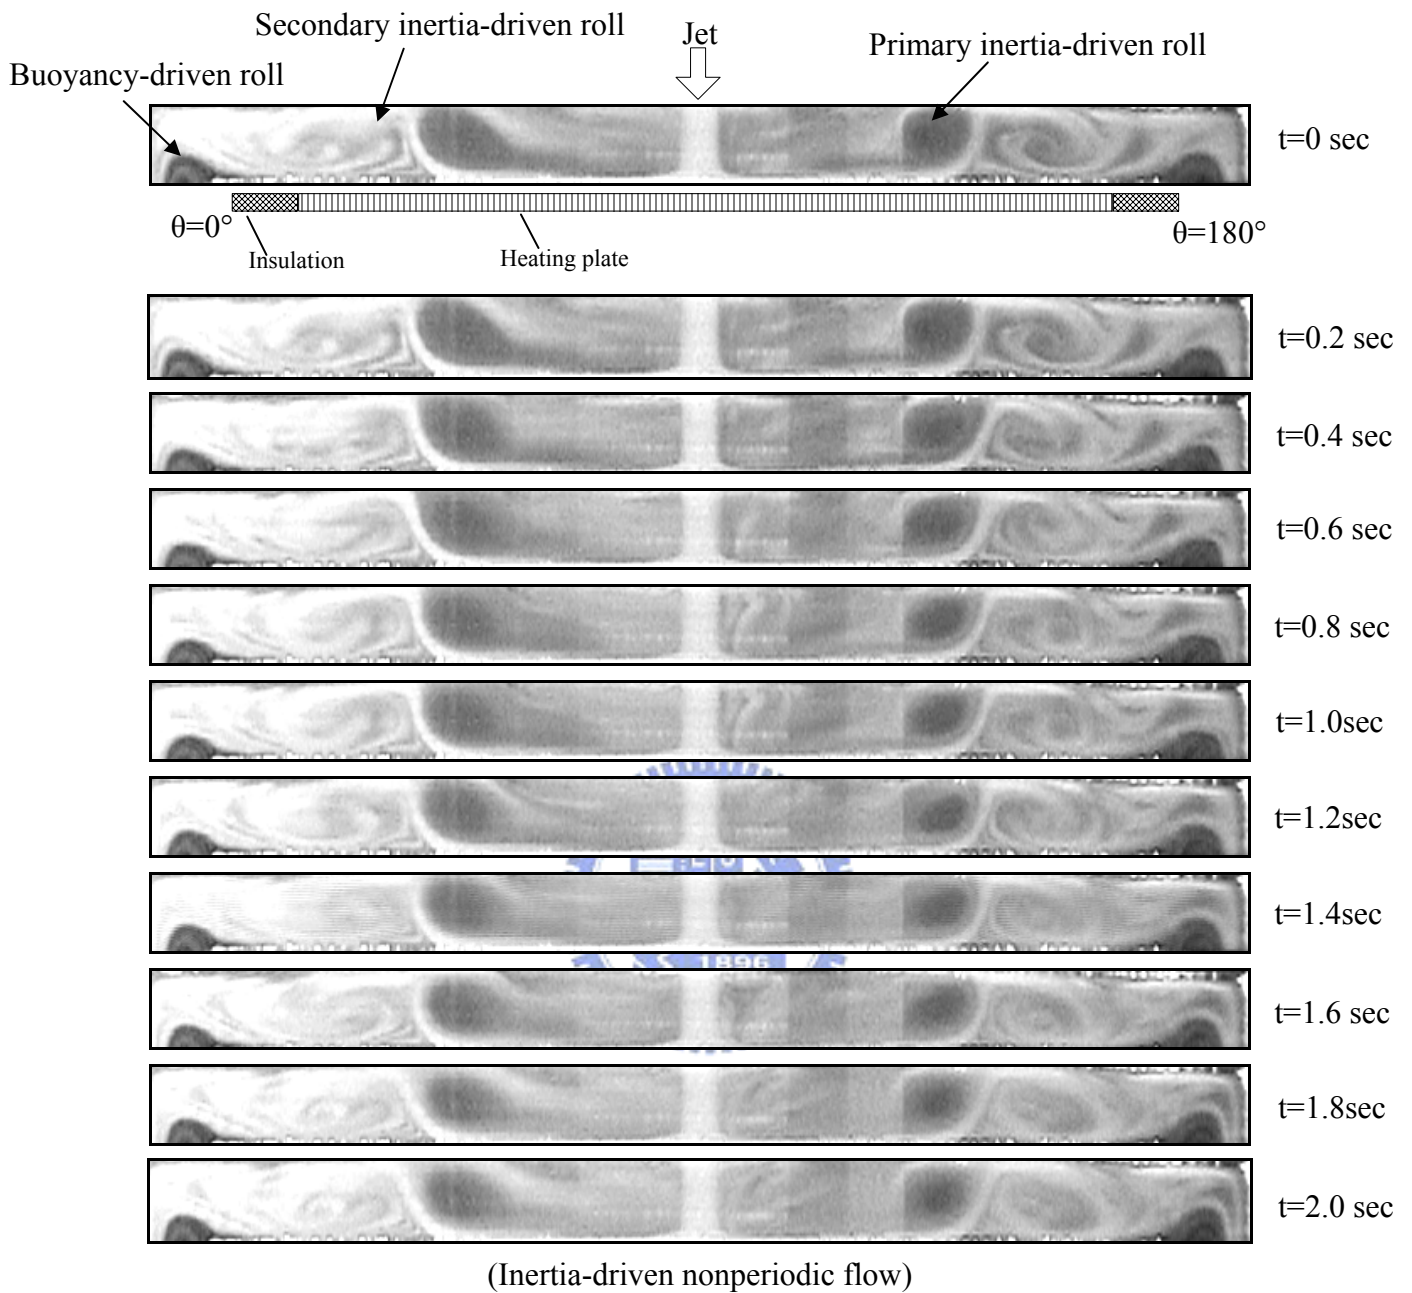 Secondary inertia-driven roll
Jet
Primary inertia-driven roll
Buoyancy-driven roll
t=0 sec
θ=0°
θ=180°
Insulation
Heating plate
t=0.2 sec
t=0.4 sec
t=0.6 sec
t=0.8 sec
t=1.0sec
t=1.2sec
t=1.4sec
1896
t=1.6 sec
t=1.8sec
t=2.0 sec
(Inertia-driven nonperiodic flow)